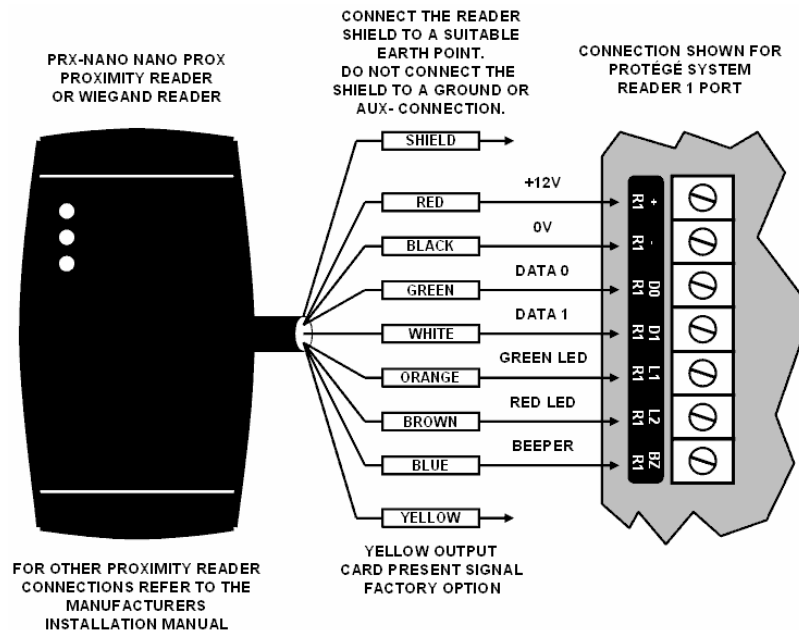 PRX-NANO NANO PROX
PROXIMITY READER
OR WIEGAND READER
CONNECT THE READER
SHIELD TO A SUITABLE
EARTH POINT.
DO NOT CONNECT THE
SHIELD TO A GROUND OR
AUX- CONNECTION.
CONNECTION SHOWN FOR
PROTÉGÉ SYSTEM
READER 1 PORT
SHIELD
RED
+12V
R1 +
BLACK
0V
R1 -
GREEN
DATA 0
R1 D0
WHITE
DATA 1
R1 D1
ORANGE
GREEN LED
R1 L1
BROWN
RED LED
R1 L2
BLUE
BEEPER
R1 BZ
YELLOW
YELLOW OUTPUT
CARD PRESENT SIGNAL
FACTORY OPTION
FOR OTHER PROXIMITY READER
CONNECTIONS REFER TO THE
MANUFACTURERS
INSTALLATION MANUAL